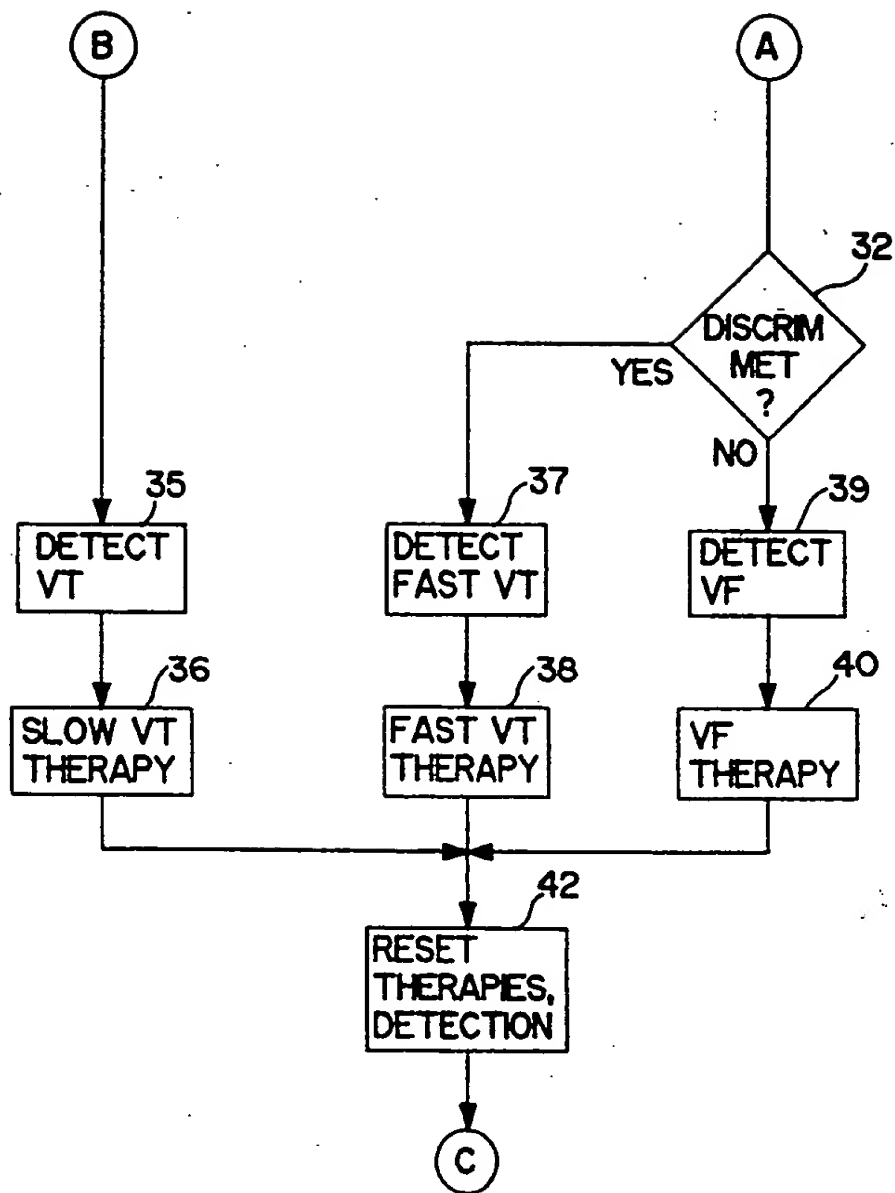 B
A
32
DISCRIM
MET
?
YES
NO
35
DETECT
VT
37
DETECT
FAST VT
39
DETECT
VF
36
SLOW VT
THERAPY
38
FAST VT
THERAPY
40
VF
THERAPY
42
RESET
THERAPIES,
DETECTION
C